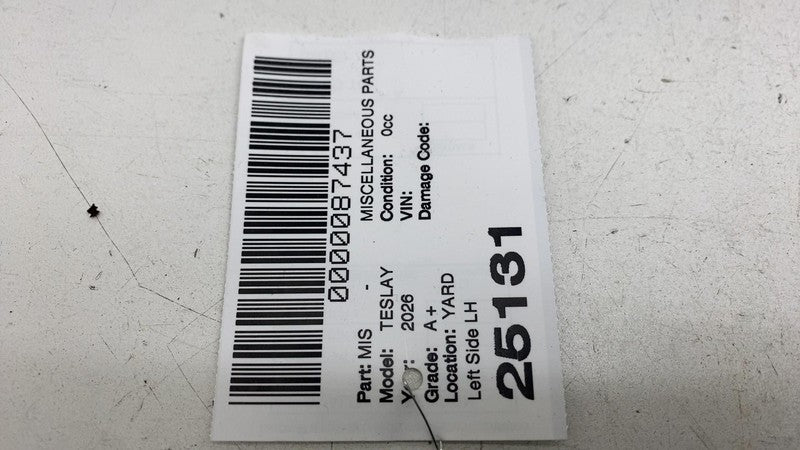 0000087437
Part: MIS - MISCELLANEOUS PARTS
Model: TESLAY Condition: 0cc
2026 VIN:
Grade: A+ Damage Code:
Location: YARD
Left Side LH
25131